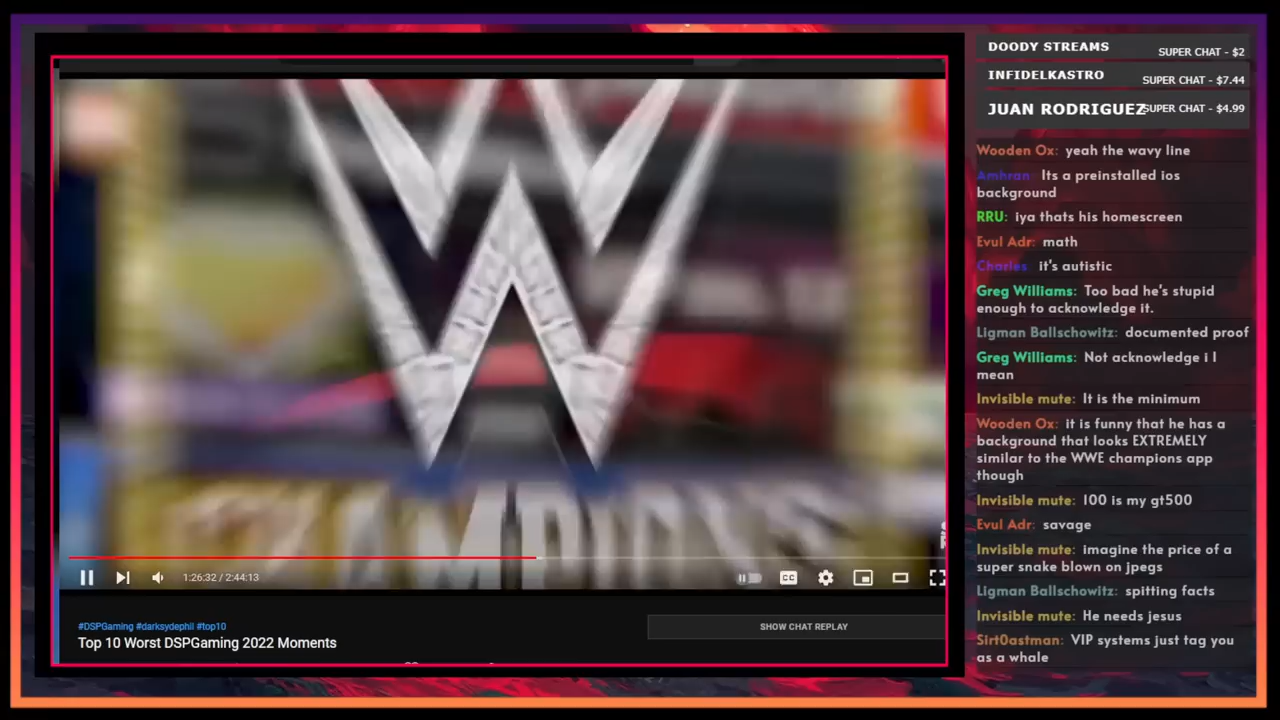 W
CHAMPIONS
1:26:32 / 2:44:13
CC
#DSPGaming #darksydephil #top10
Top 10 Worst DSPGaming 2022 Moments
SHOW CHAT REPLAY
DOODY STREAMS SUPER CHAT - $2
INFIDELKASTRO SUPER CHAT - $7.44
JUAN RODRIGUEZ SUPER CHAT - $4.99
Wooden Ox: yeah the wavy line
Amhran: Its a preinstalled ios
background
RRU: iya thats his homescreen
Evul Adr: math
Charles it's autistic
Greg Williams: Too bad he's stupid
enough to acknowledge it.
Ligman Ballschowitz: documented proof
Greg Williams: Not acknowledge i I
mean
Invisible mute: It is the minimum
Wooden Ox: it is funny that he has a
background that looks EXTREMELY
similar to the WWE champions app
though
Invisible mute: 100 is my gt500
Evul Adr: savage
Invisible mute: imagine the price of a
super snake blown on jpegs
Ligman Ballschowitz: spitting facts
Invisible mute: He needs jesus
Sirt0astman: VIP systems just tag you
as a whale